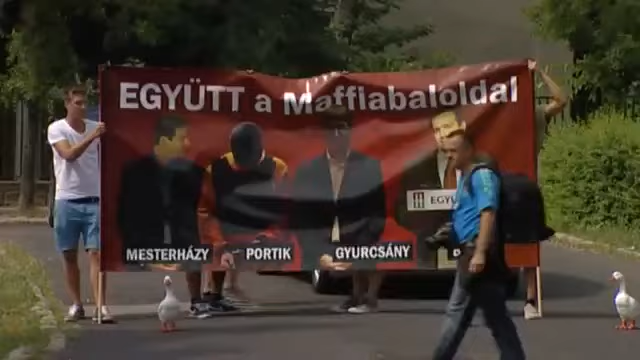 EGYÜTT a Maffiabaloldal
EGYÜ
MESTERHÁZY
PORTIK
GYURCSÁNY
B